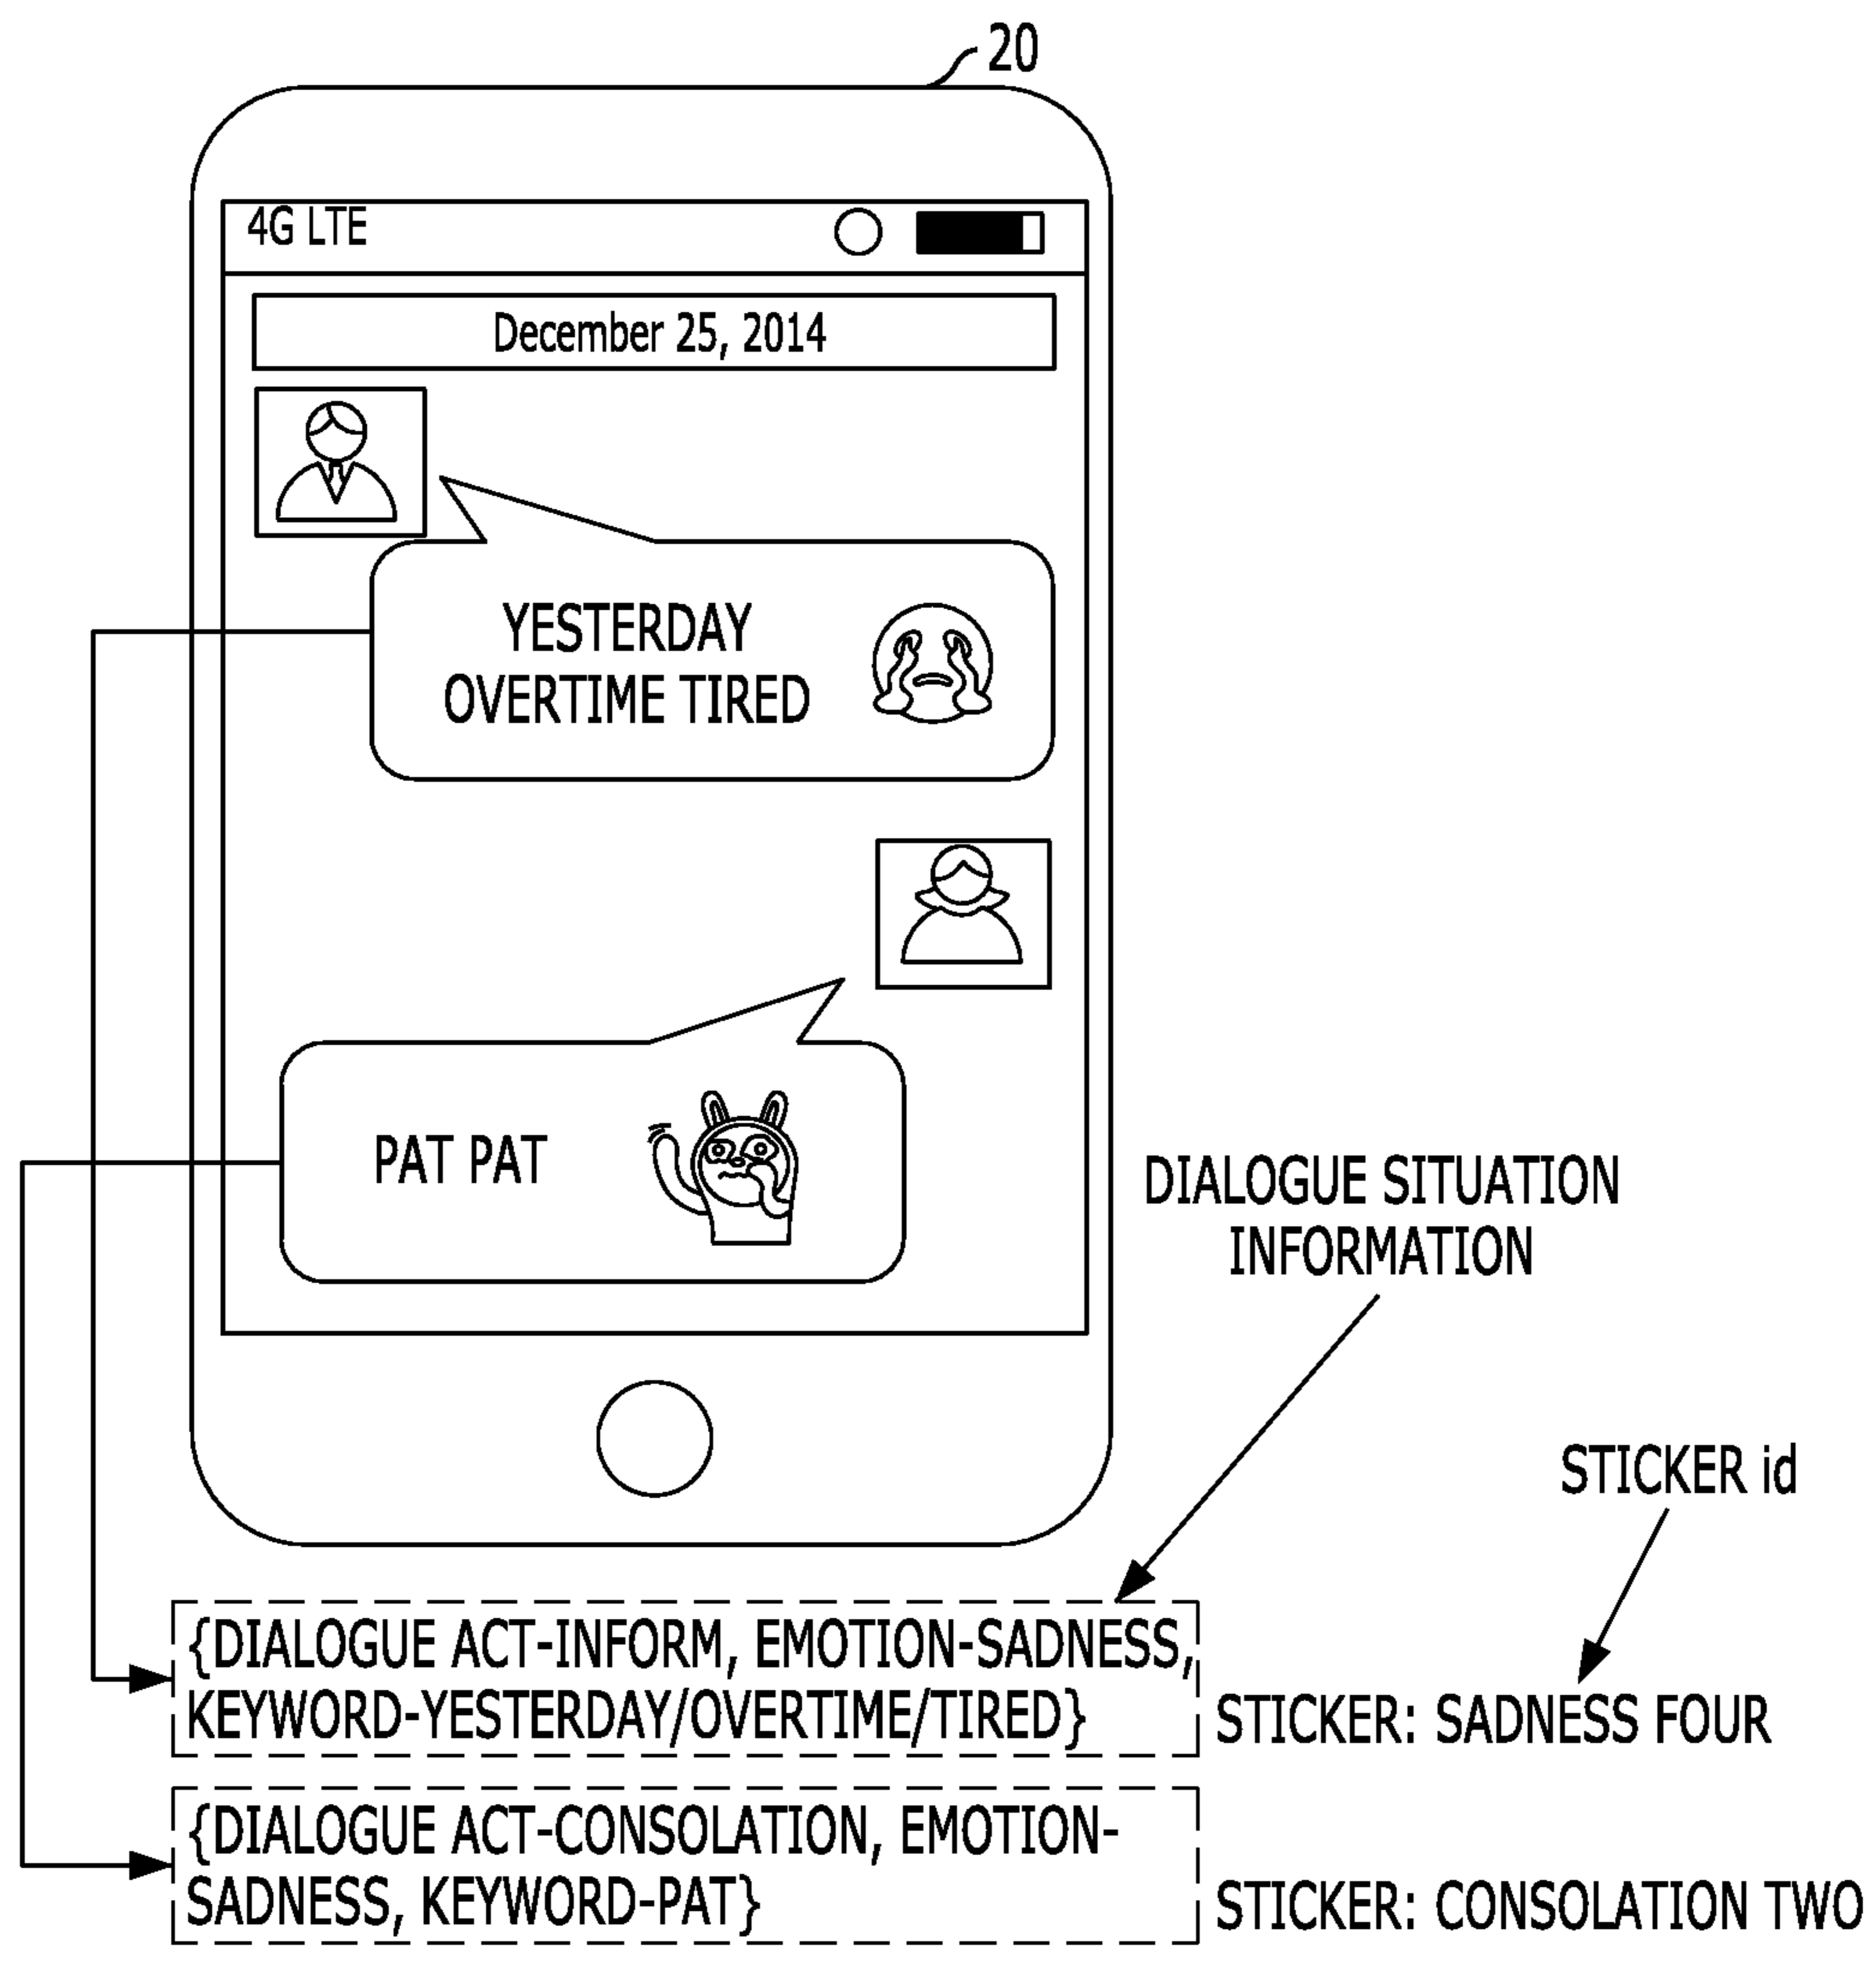 20
4G LTE
December 25, 2014
YESTERDAY
OVERTIME TIRED
PAT PAT
DIALOGUE SITUATION
INFORMATION
STICKER id
{DIALOGUE ACT-INFORM, EMOTION-SADNESS,
KEYWORD-YESTERDAY/OVERTIME/TIRED}
STICKER: SADNESS FOUR
{DIALOGUE ACT-CONSOLATION, EMOTION-
SADNESS, KEYWORD-PAT}
STICKER: CONSOLATION TWO